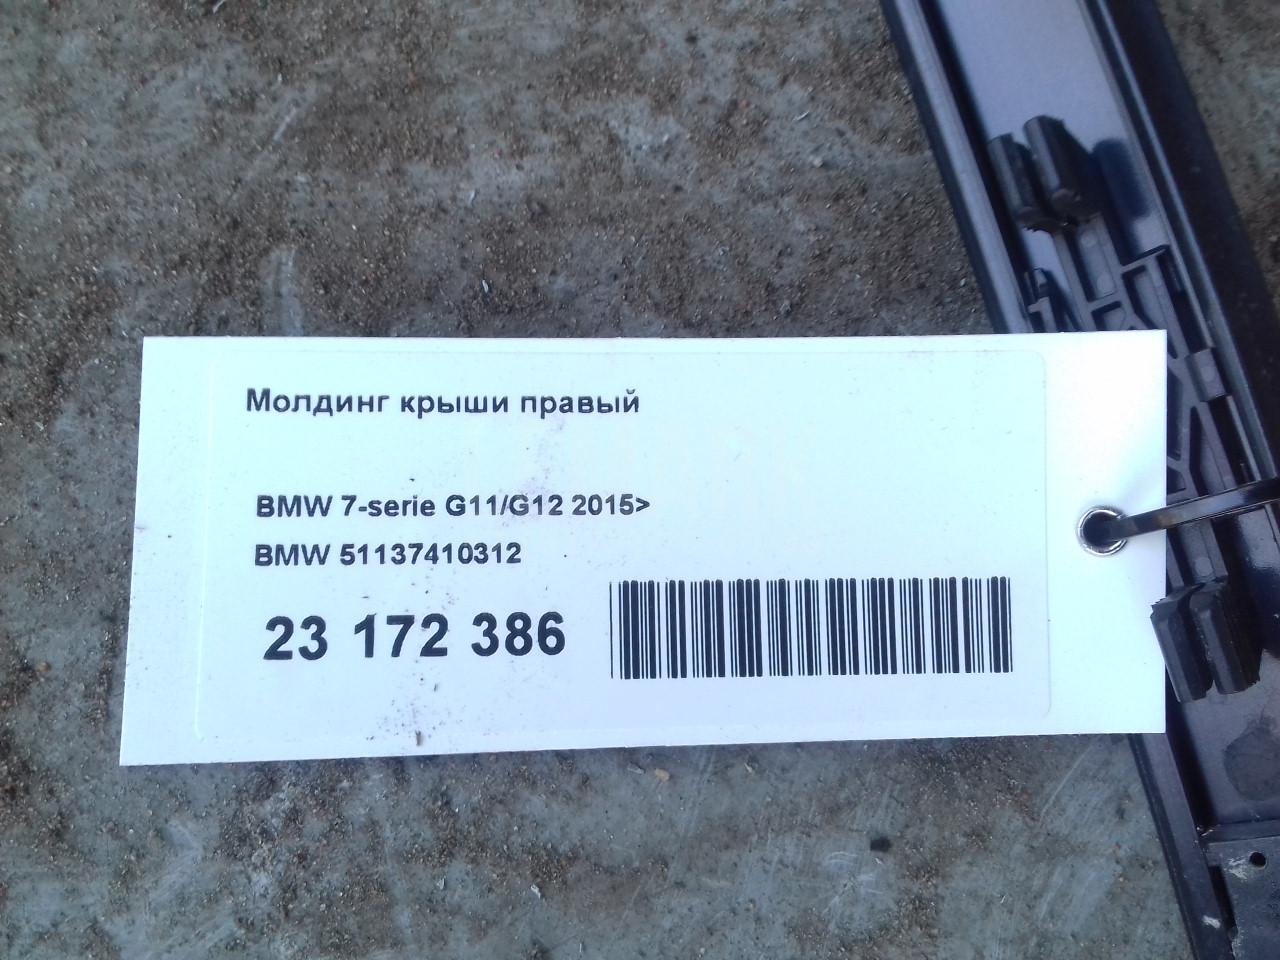 Молдинг крыши правый
BMW 7-serie G11/G12 2015>
BMW 51137410312
23 172 386